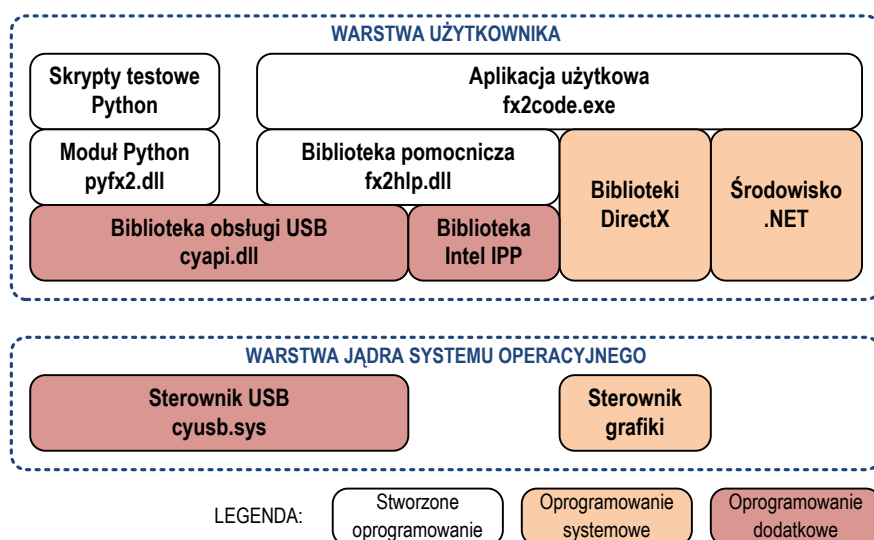 WARSTWA UŻYTKOWNIKA
Skrypty testowe
Python
Aplikacja użytkowa
fx2code.exe
Moduł Python
pyfx2.dll
Biblioteka pomocnicza
fx2hlp.dll
Biblioteki
DirectX
Środowisko
.NET
Biblioteka obsługi USB
cyapi.dll
Biblioteka
Intel IPP
WARSTWA JĄDRA SYSTEMU OPERACYJNEGO
Sterownik USB
cyusb.sys
Sterownik
grafiki
LEGENDA:
Stworzone
oprogramowanie
Oprogramowanie
systemowe
Oprogramowanie
dodatkowe